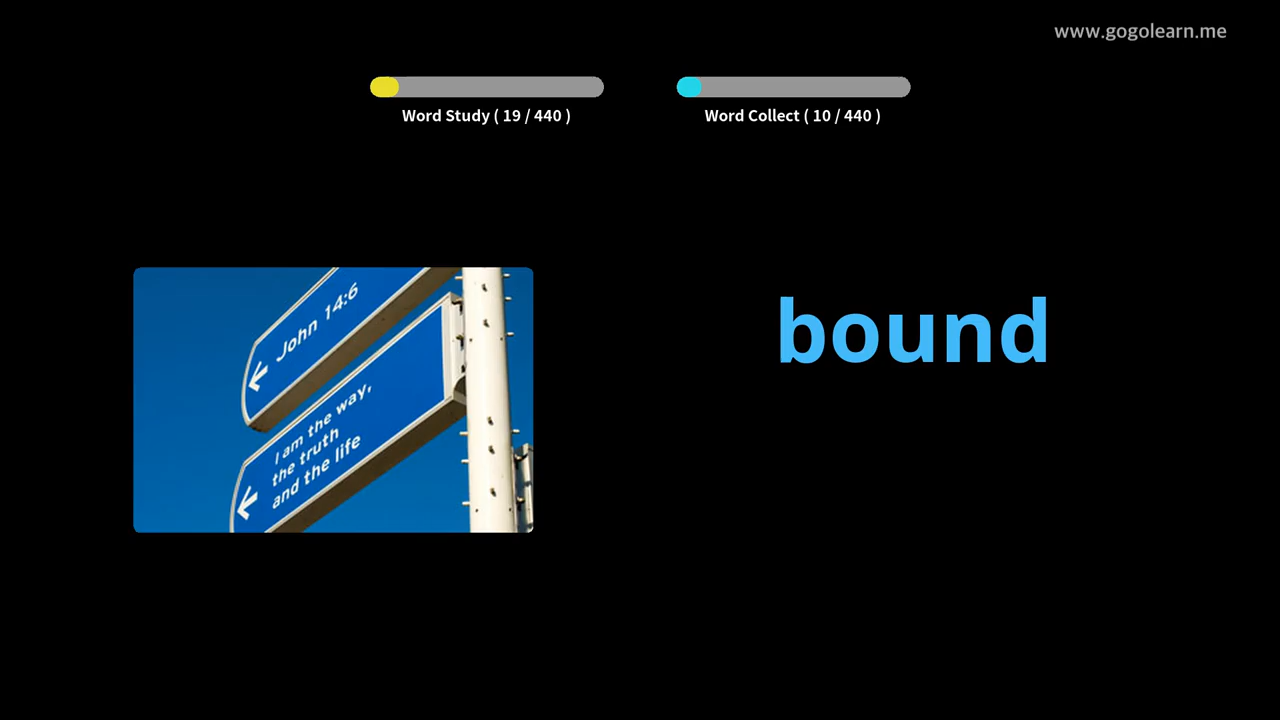 www.gogolearn.me
Word Study ( 19 / 440 )
Word Collect ( 10 / 440 )
John 14:6
I am the way,
the truth
and the life
bound